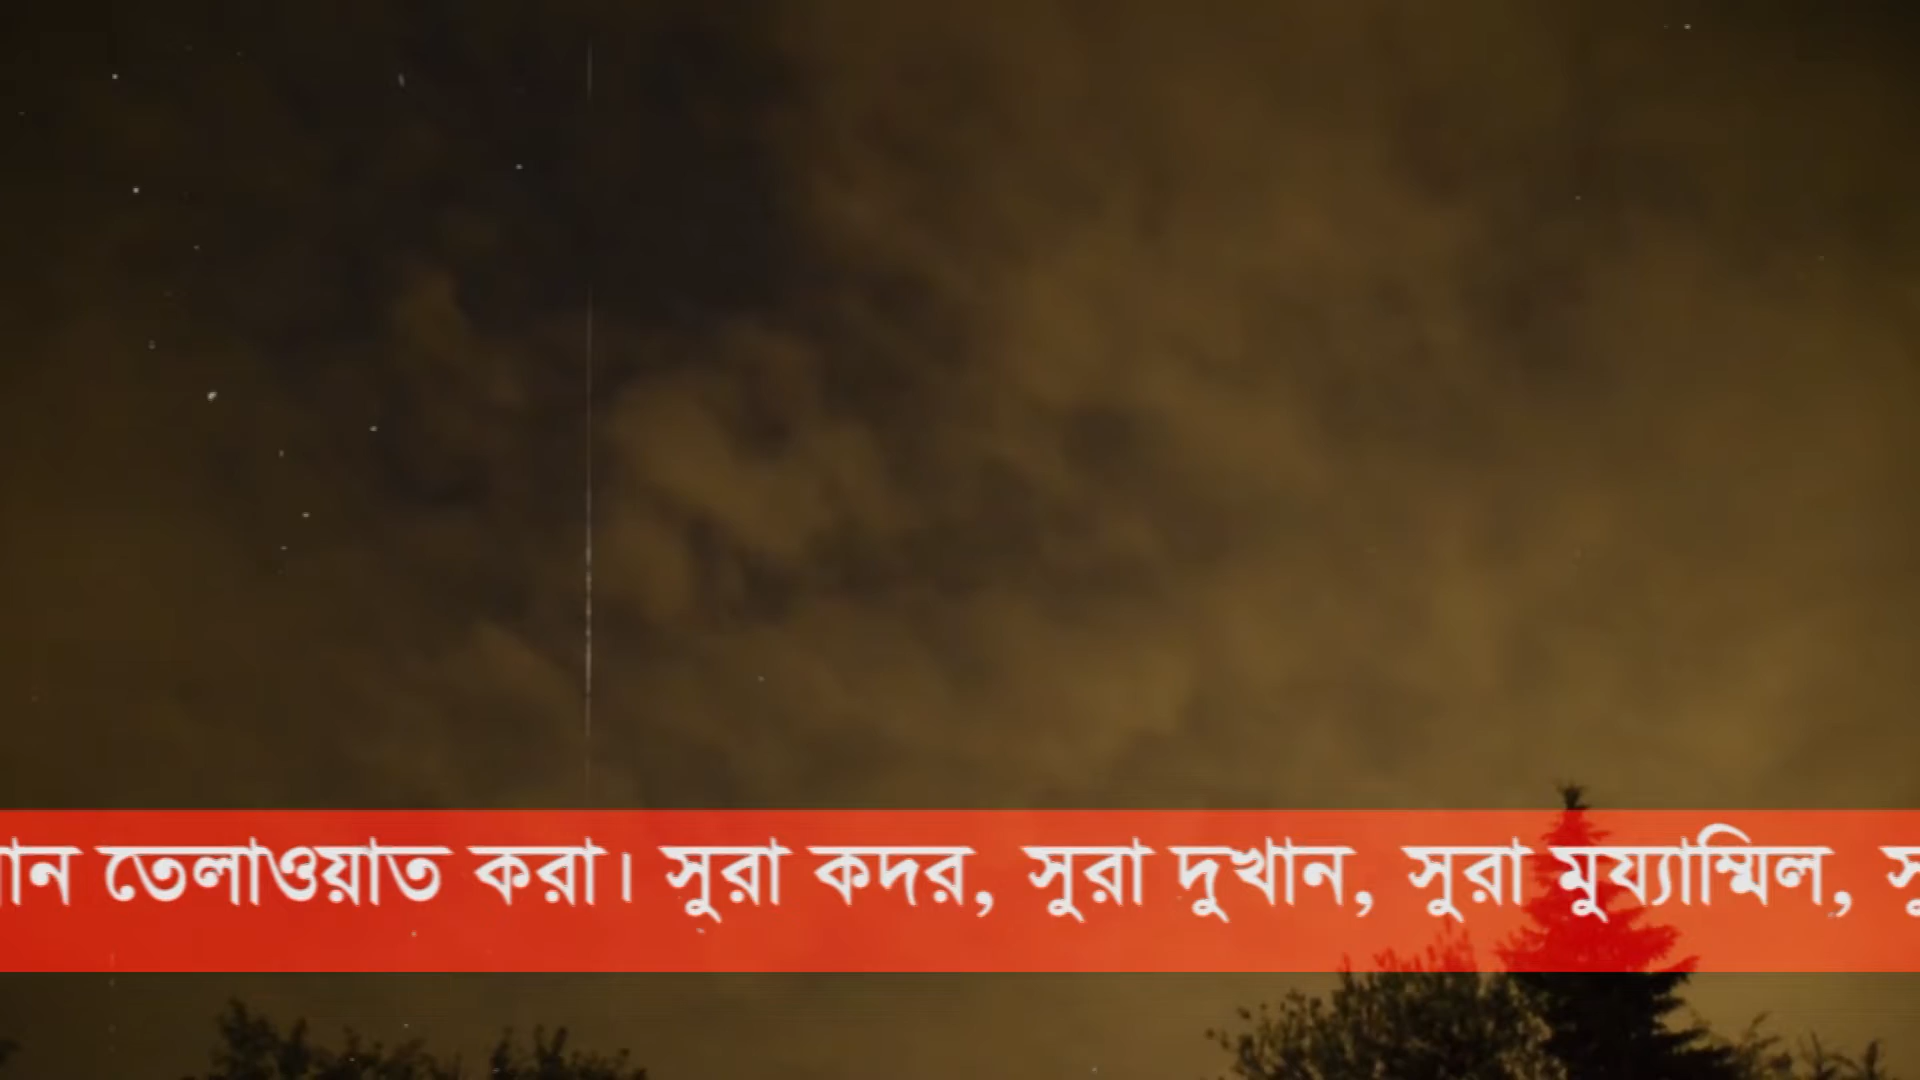 তেলাওয়াত করা। সুরা কদর, সুরা দুখান, সুরা মুয্যাম্মিল,